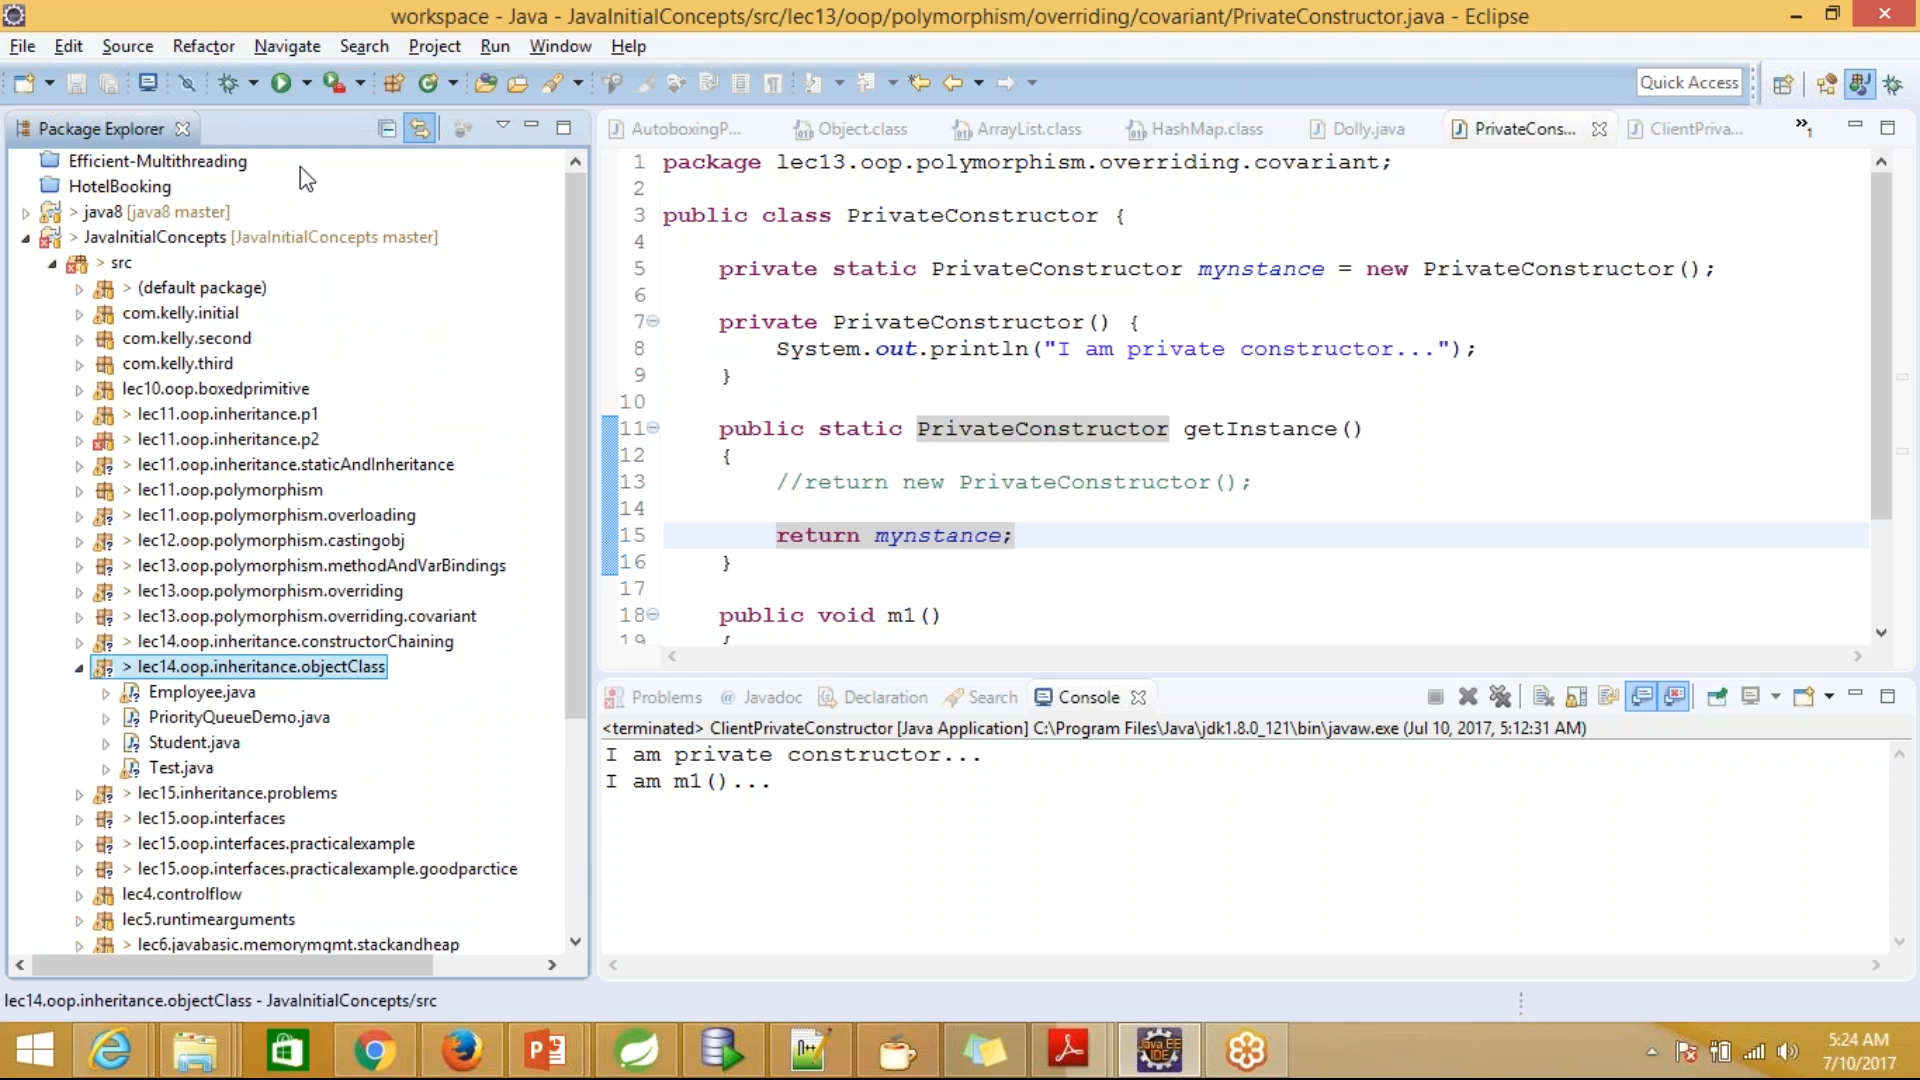 workspace - Java - JavaInitialConcepts/src/lec13/oop/polymorphism/overriding/covariant/PrivateConstructor.java - Eclipse
File Edit Source Refactor Navigate Search Project Run Window Help
Quick Access
Package Explorer
Efficient-Multithreading
HotelBooking
> java8 [java8 master]
> JavaInitialConcepts [JavaInitialConcepts master]
> src
> (default package)
com.kelly.initial
com.kelly.second
com.kelly.third
lec10.oop.boxedprimitive
> lec11.oop.inheritance.p1
> lec11.oop.inheritance.p2
> lec11.oop.inheritance.staticAndInheritance
> lec11.oop.polymorphism
> lec11.oop.polymorphism.overloading
> lec12.oop.polymorphism.castingobj
> lec13.oop.polymorphism.methodAndVarBindings
> lec13.oop.polymorphism.overriding
> lec13.oop.polymorphism.overriding.covariant
> lec14.oop.inheritance.constructorChaining
> lec14.oop.inheritance.objectClass
Employee.java
PriorityQueueDemo.java
Student.java
Test.java
> lec15.inheritance.problems
> lec15.oop.interfaces
> lec15.oop.interfaces.practicalexample
> lec15.oop.interfaces.practicalexample.goodparctice
lec4.controlflow
lec5.runtimearguments
> lec6.javabasic.memorymgmt.stackandheap
AutoboxingP... Object.class ArrayList.class HashMap.class Dolly.java PrivateCons... ClientPriva... »1
1 package lec13.oop.polymorphism.overriding.covariant;
2
3 public class PrivateConstructor {
4
5 private static PrivateConstructor mynstance = new PrivateConstructor();
6
7 private PrivateConstructor() {
8 System.out.println("I am private constructor...");
9 }
10
11 public static PrivateConstructor getInstance()
12 {
13 //return new PrivateConstructor();
14
15 return mynstance;
16 }
17
18 public void m1()
19 {
Problems @ Javadoc Declaration Search Console
<terminated> ClientPrivateConstructor [Java Application] C:\Program Files\Java\jdk1.8.0_121\bin\javaw.exe (Jul 10, 2017, 5:12:31 AM)
I am private constructor...
I am m1()...
lec14.oop.inheritance.objectClass - JavaInitialConcepts/src
Java EE
IDE
5:24 AM
7/10/2017